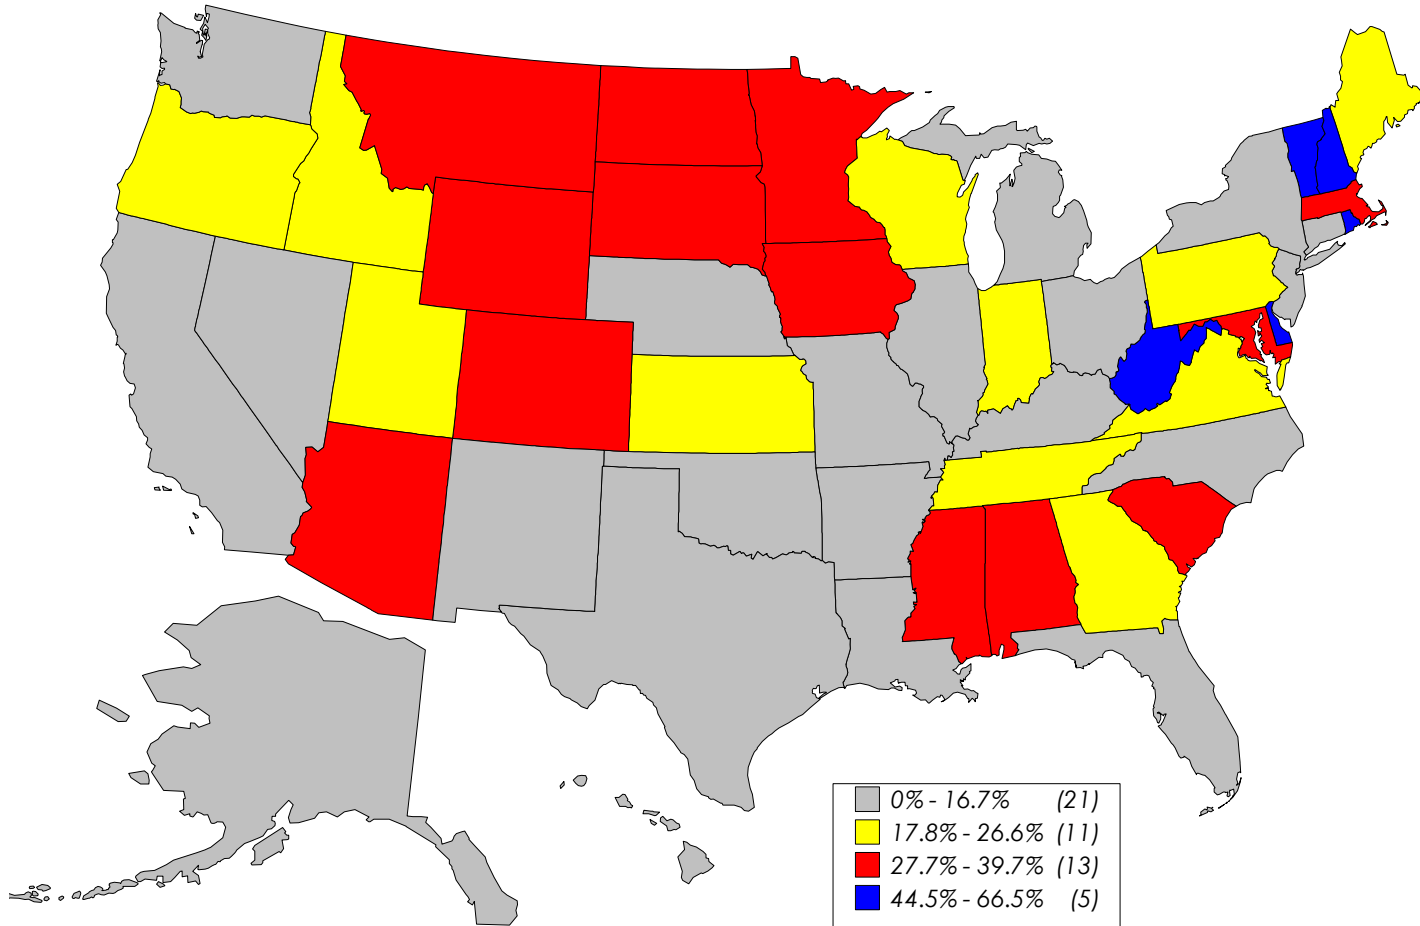 0% - 16.7% (21)
17.8% - 26.6% (11)
27.7% - 39.7% (13)
44.5% - 66.5% (5)